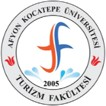 AFYON KOCATEPE ÜNİVERSİTESİ
2005
TURİZM FAKÜLTESİ